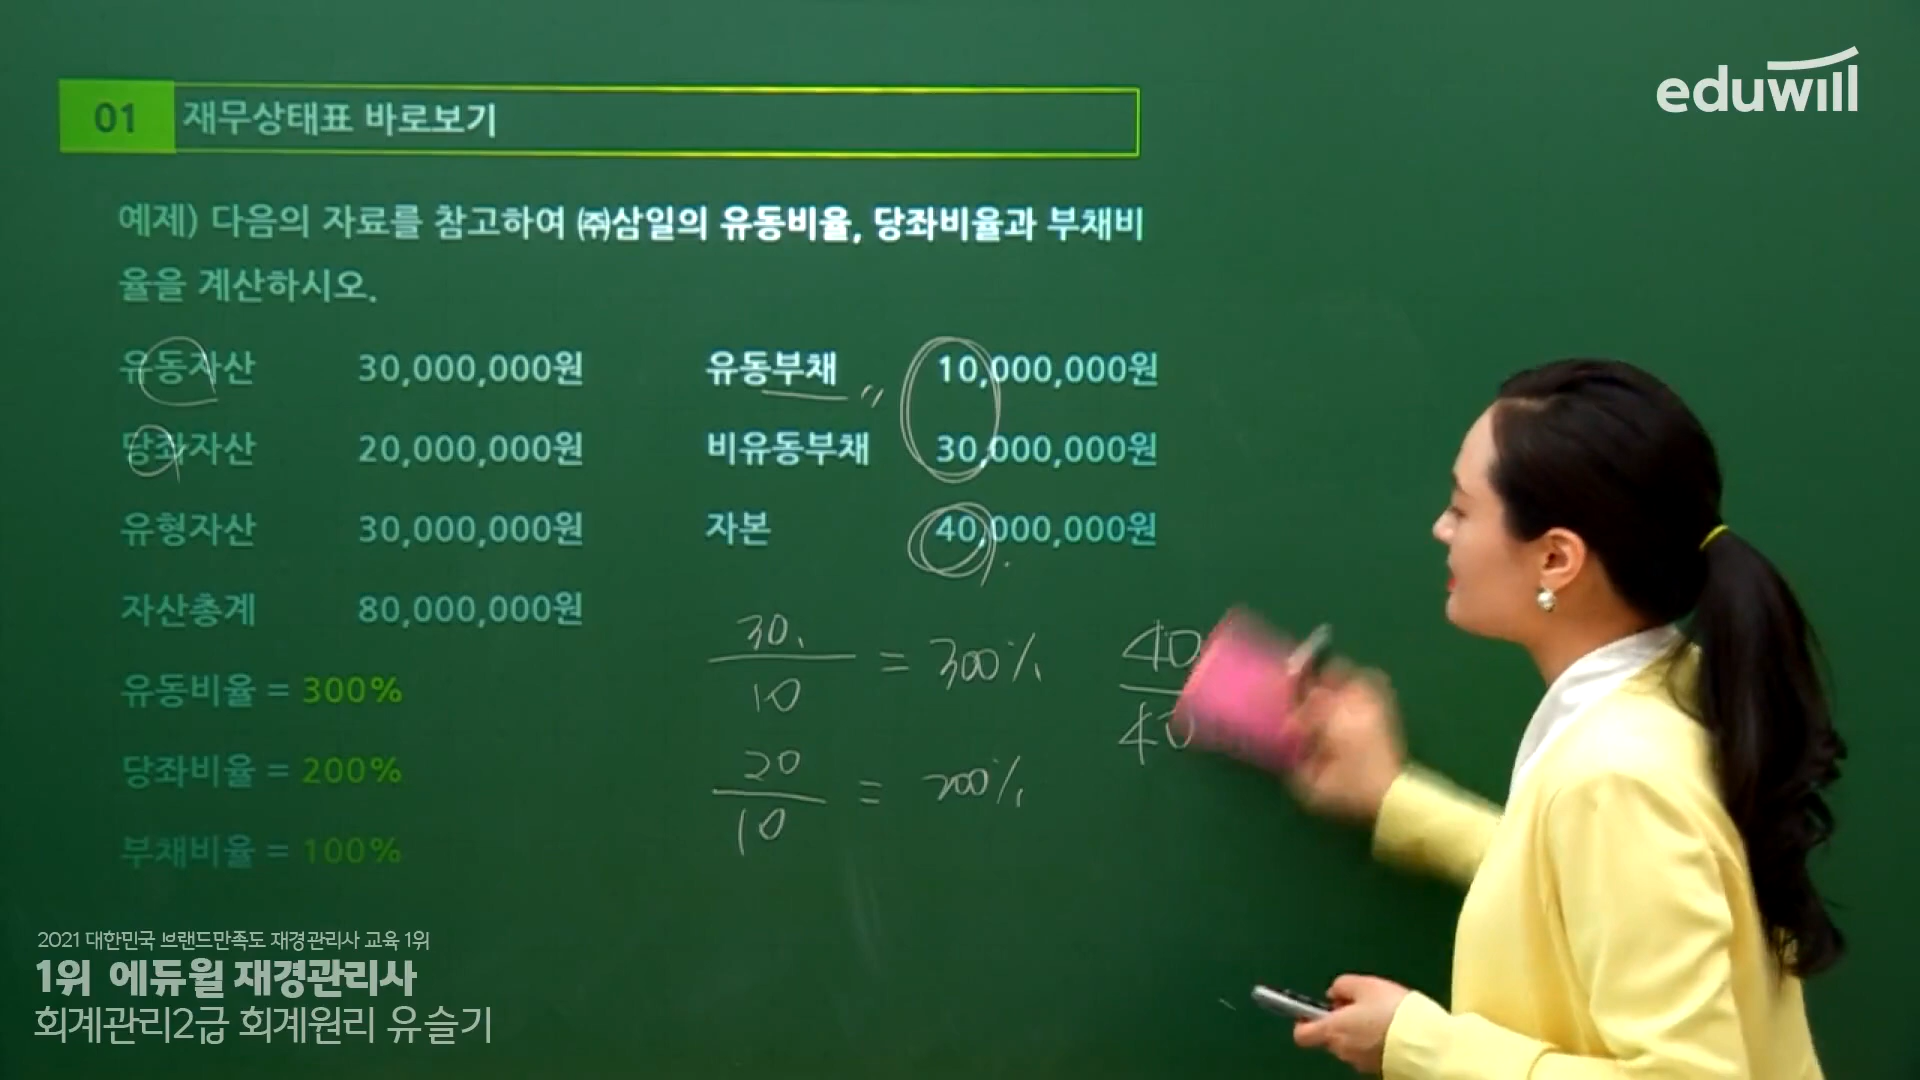 eduwill
01 재무상태표 바로보기
예제) 다음의 자료를 참고하여 ㈜삼일의 유동비율, 당좌비율과 부채비
율을 계산하시오.
유동자산 30,000,000원 유동부채 10,000,000원
당좌자산 20,000,000원 비유동부채 30,000,000원
유형자산 30,000,000원 자본 40,000,000원
자산총계 80,000,000원
유동비율 = 300%
당좌비율 = 200%
부채비율 = 100%
30
10
= 300%
40
40
20
10
= 200%
2021 대한민국 브랜드만족도 재경관리사 교육 1위
1위 에듀윌 재경관리사
회계관리2급 회계원리 유슬기